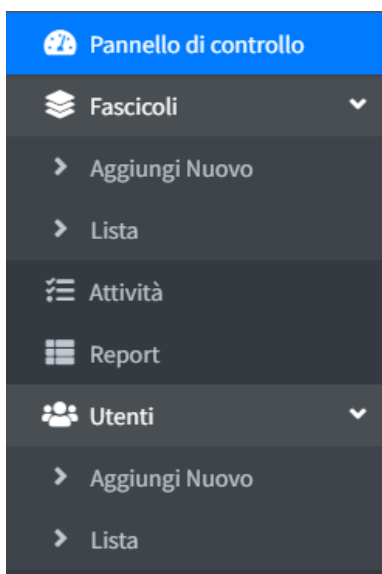 Pannello di controllo
Fascicoli
Aggiungi Nuovo
Lista
Attività
Report
Utenti
Aggiungi Nuovo
Lista